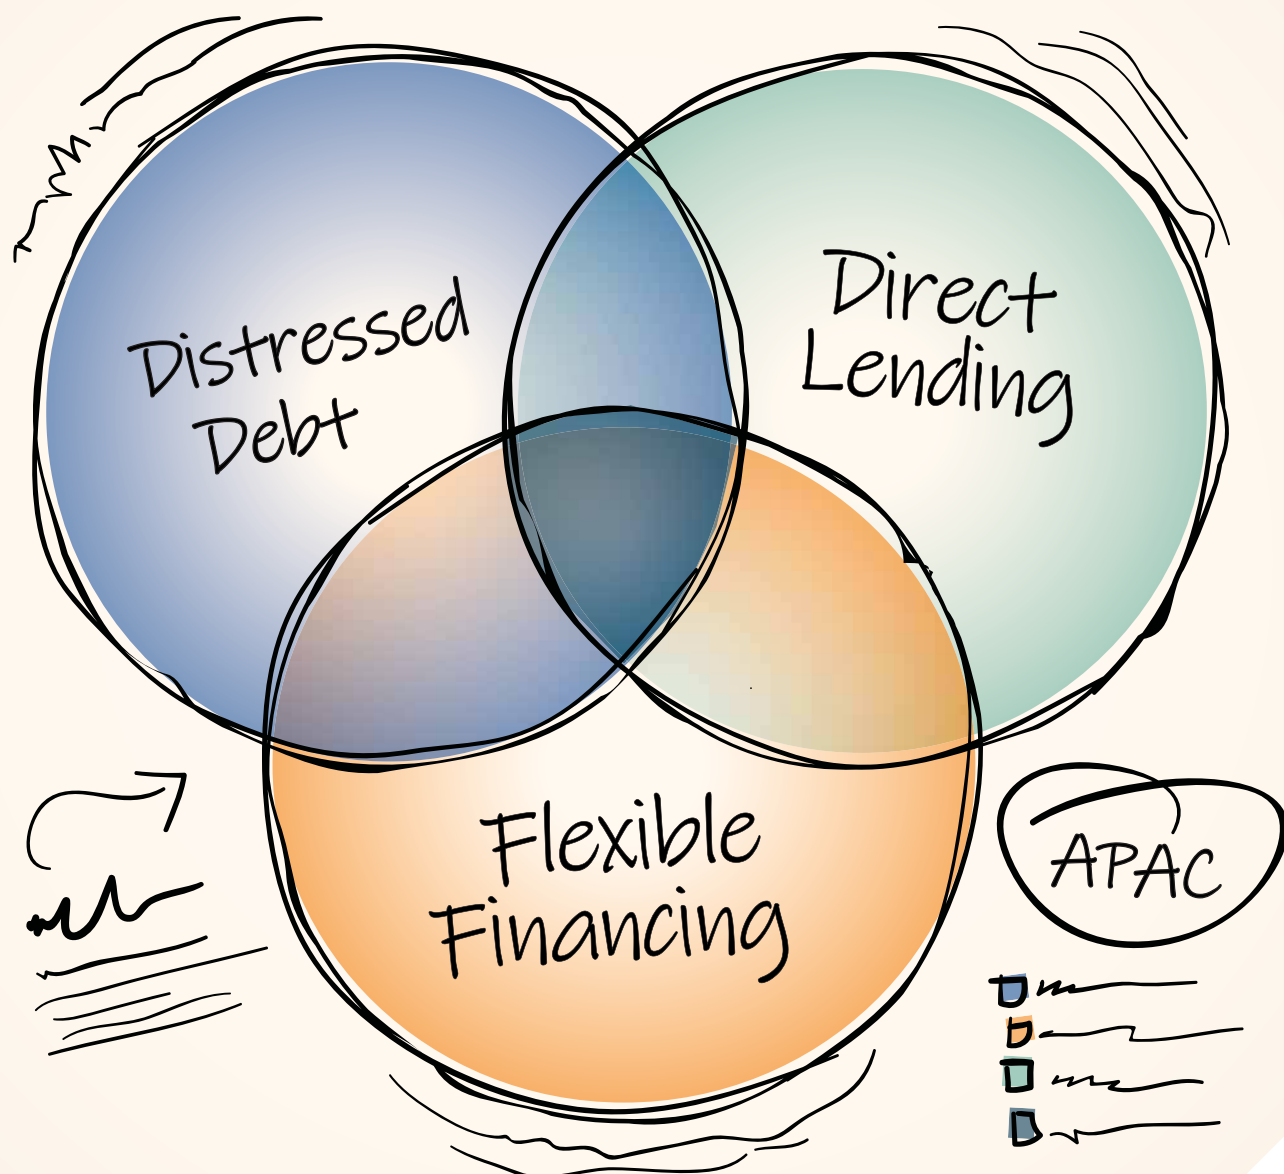 Distressed
Debt
Direct
Lending
Flexible
Financing
APAC